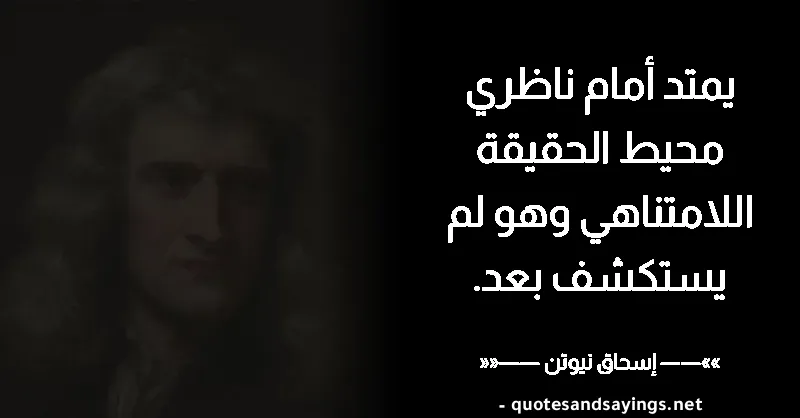 يمتد أمام ناظري
محيط الحقيقة
اللامتناهي وهو لم
يستكشف بعد.
»»—— إسحاق نيوتن ——««
- quotesandsayings.net